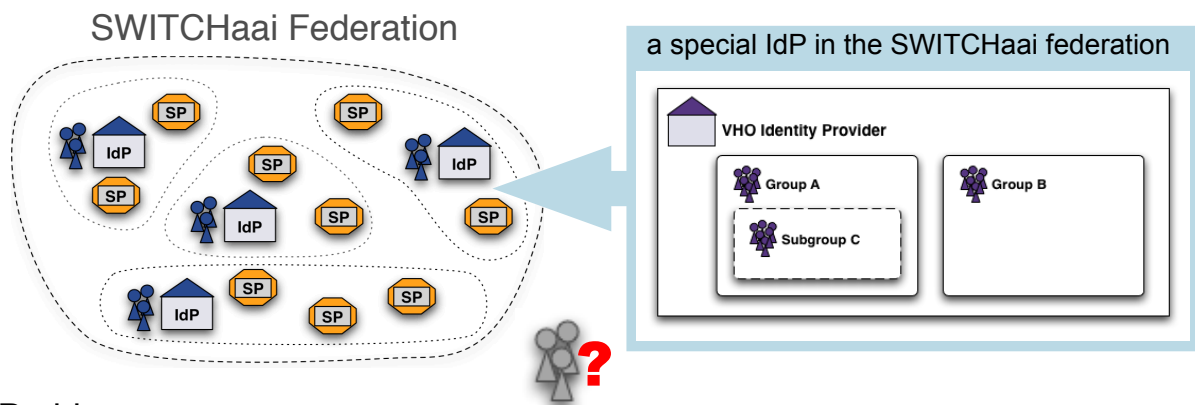 SWITCHaai Federation
a special IdP in the SWITCHaai federation
SP
IdP
SP
SP
IdP
SP
SP
IdP
SP
SP
IdP
SP
SP
?
VHO Identity Provider
Group A
Subgroup C
Group B